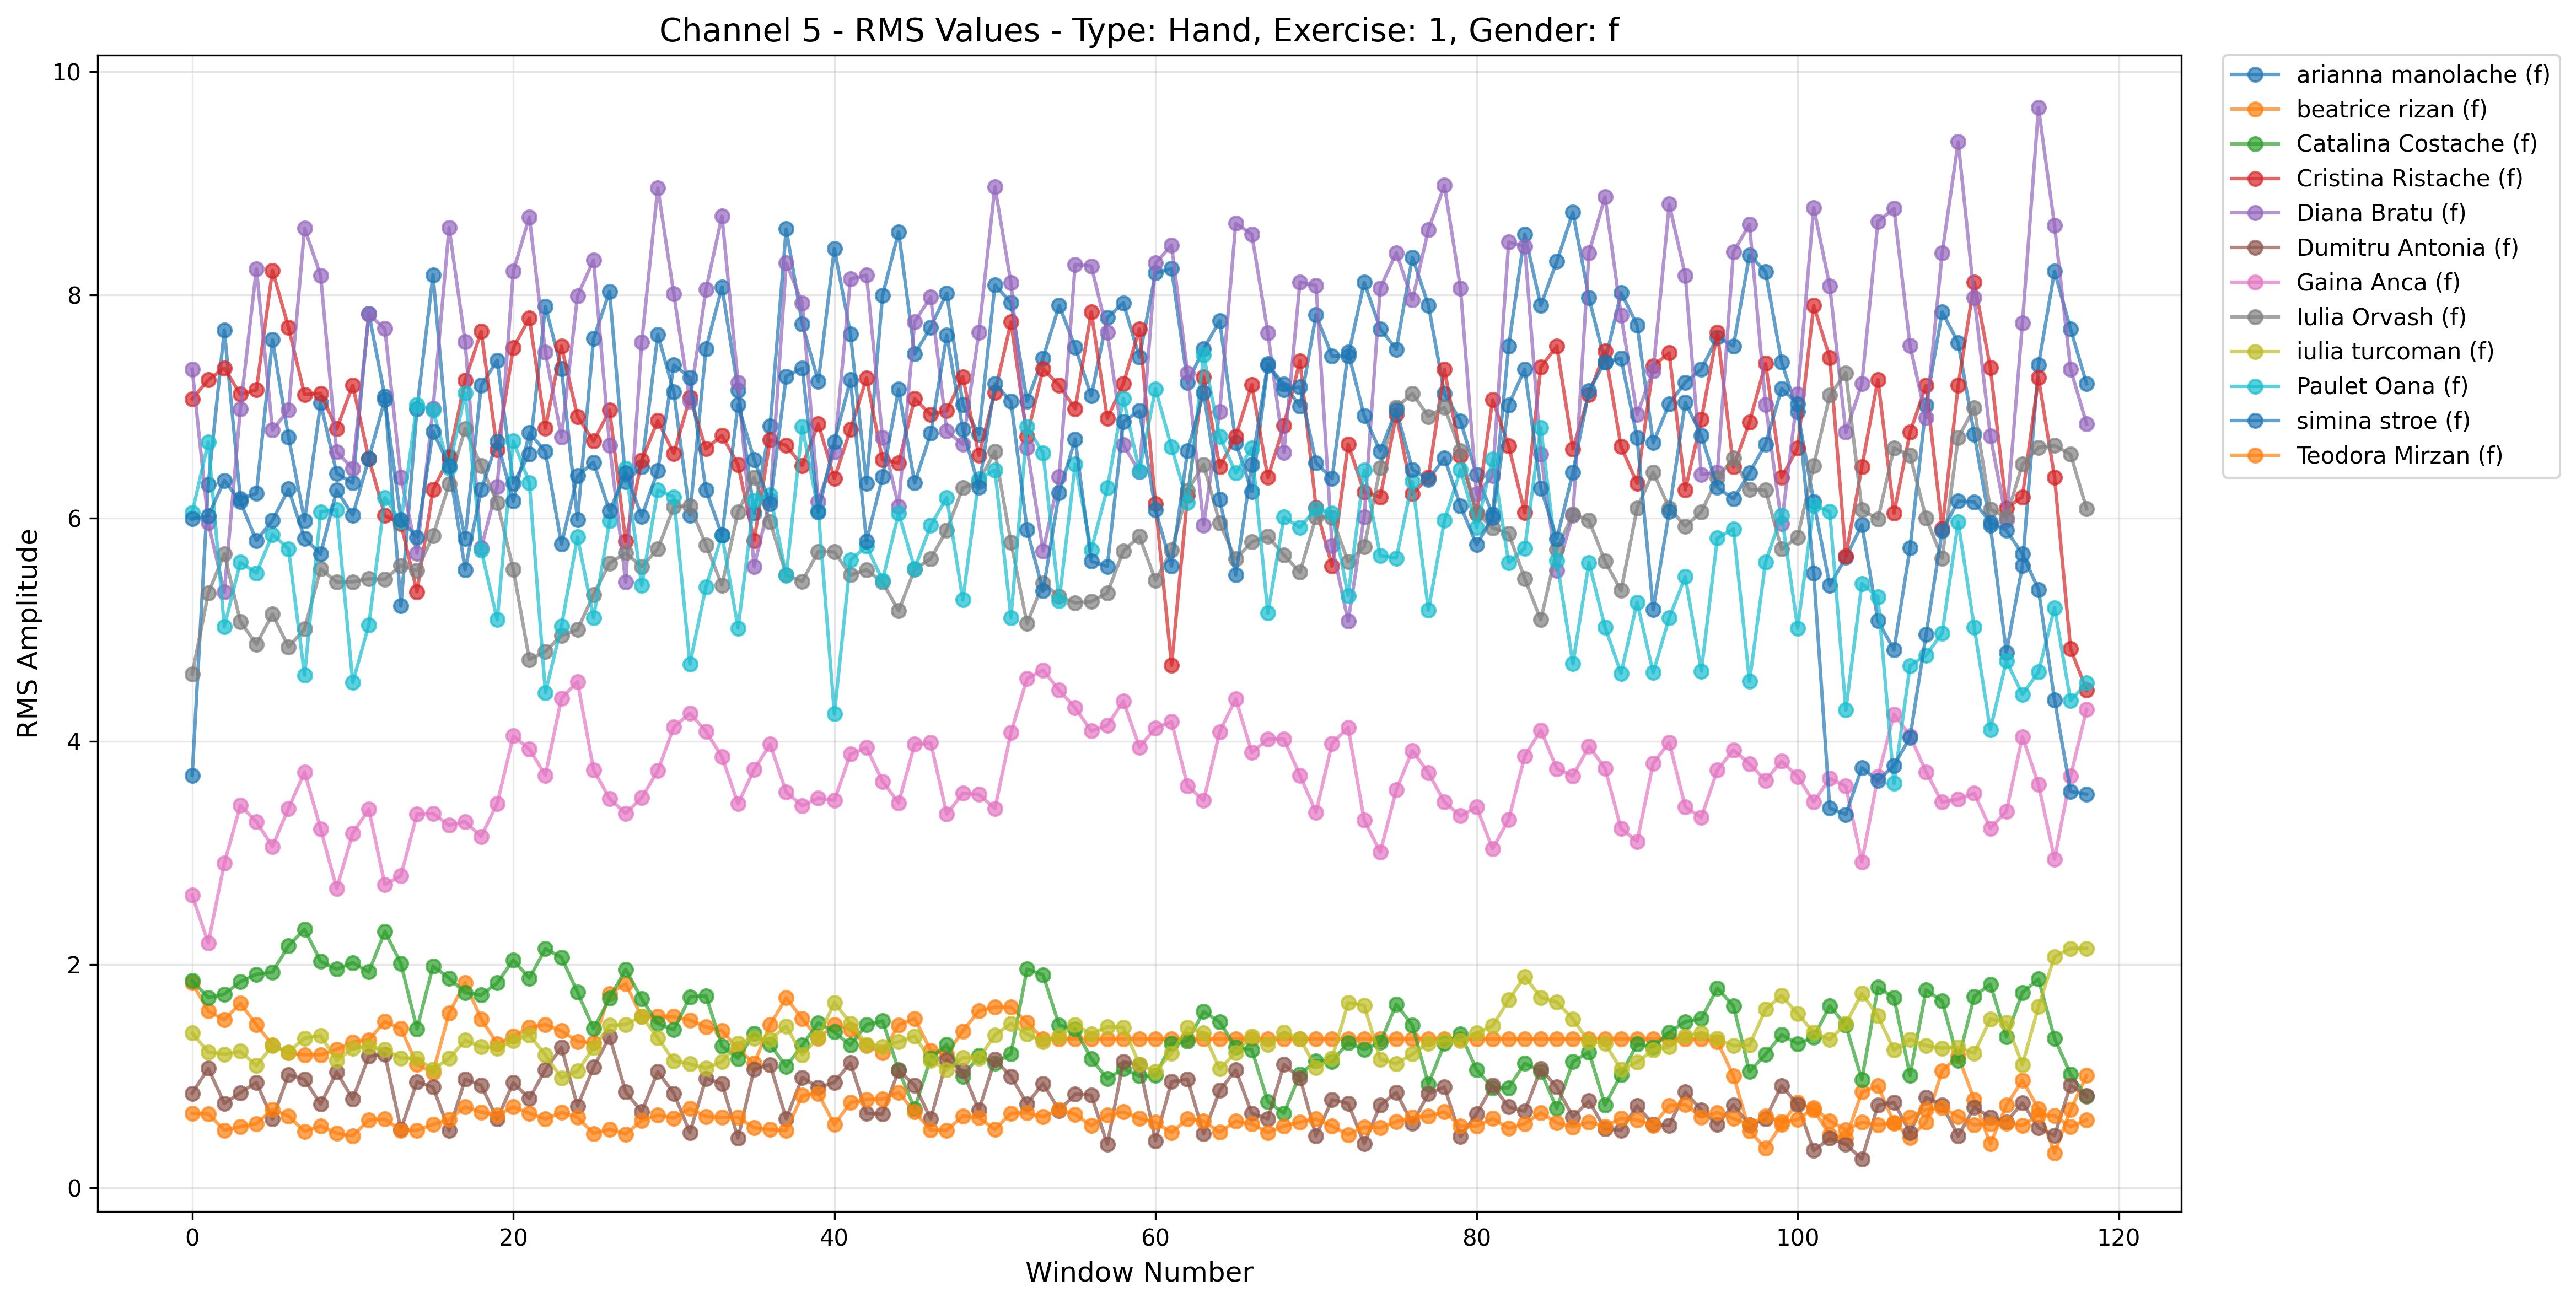 Channel 5 - RMS Values - Type: Hand, Exercise: 1, Gender: f
10
8
6
4
2
0
RMS Amplitude
0 20 40 60 80 100 120
Window Number
arianna manolache (f)
beatrice rizan (f)
Catalina Costache (f)
Cristina Ristache (f)
Diana Bratu (f)
Dumitru Antonia (f)
Gaina Anca (f)
Iulia Orvash (f)
iulia turcoman (f)
Paulet Oana (f)
simina stroe (f)
Teodora Mirzan (f)